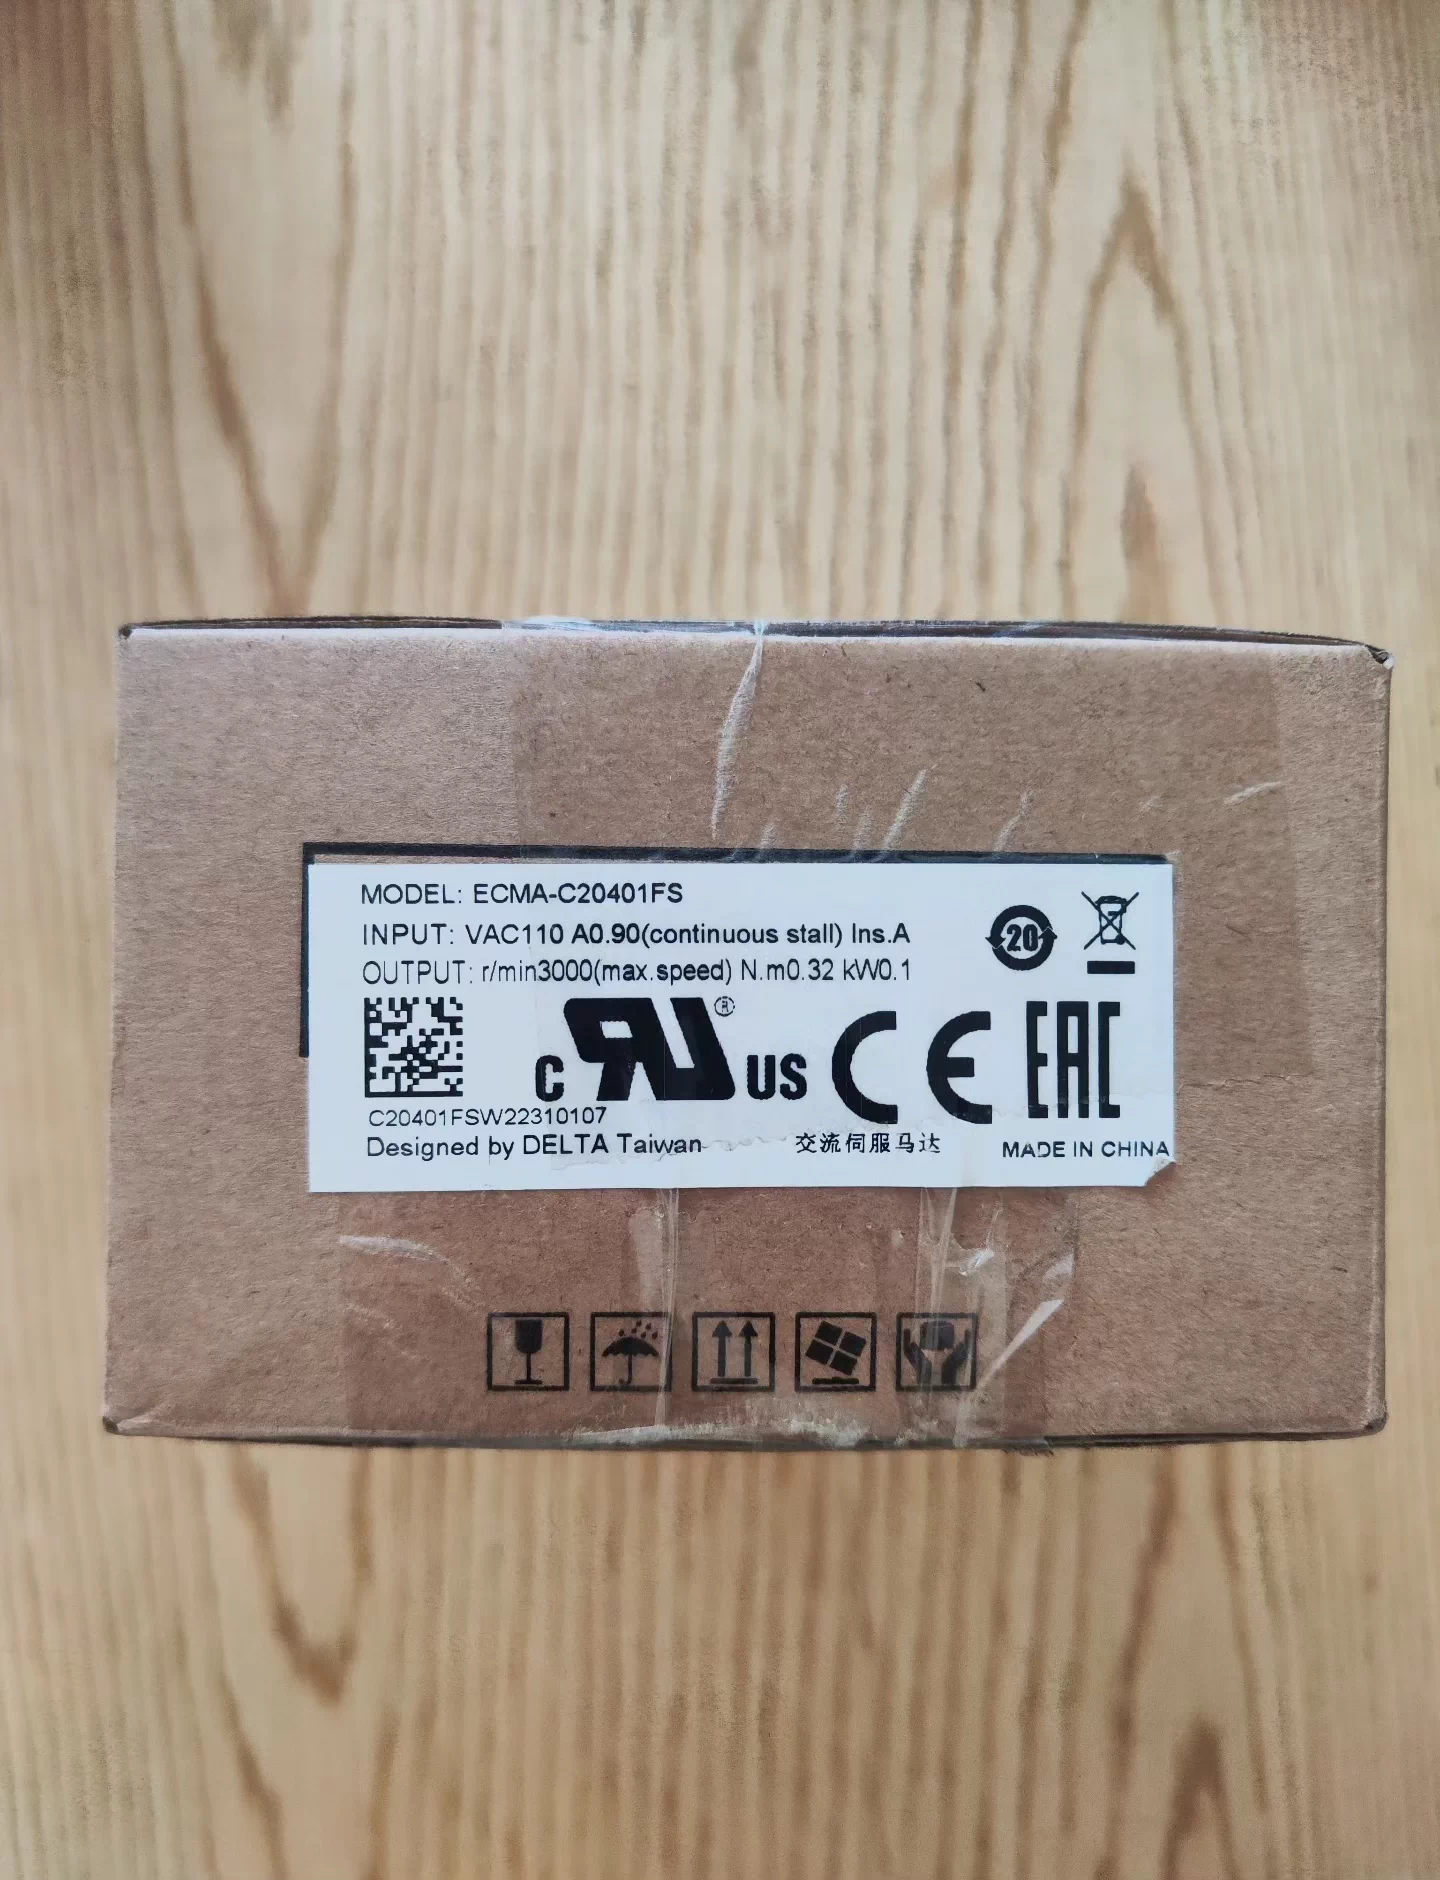 MODEL: ECMA-C20401FS
INPUT: VAC110 A0.90(continuous stall) Ins.A
OUTPUT: r/min3000(max.speed) N.m0.32 kW0.1
20
c RU ® US CE EAC
C20401FSW22310107
Designed by DELTA Taiwan 交流伺服马达 MADE IN CHINA